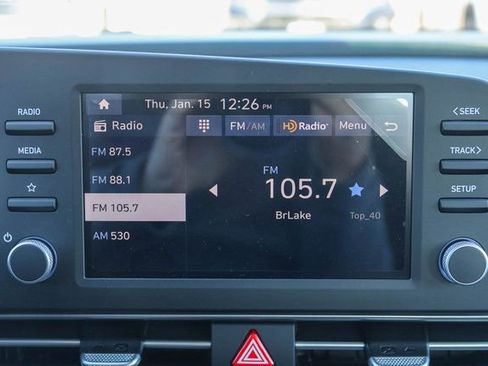 Thu, Jan. 15 12:26 PM
RADIO
MEDIA
Radio
FM/AM
HD Radio
Menu
FM 87.5
FM 88.1
FM 105.7
AM 530
FM
105.7
BrLake
Top_40
< SEEK
TRACK >
SETUP